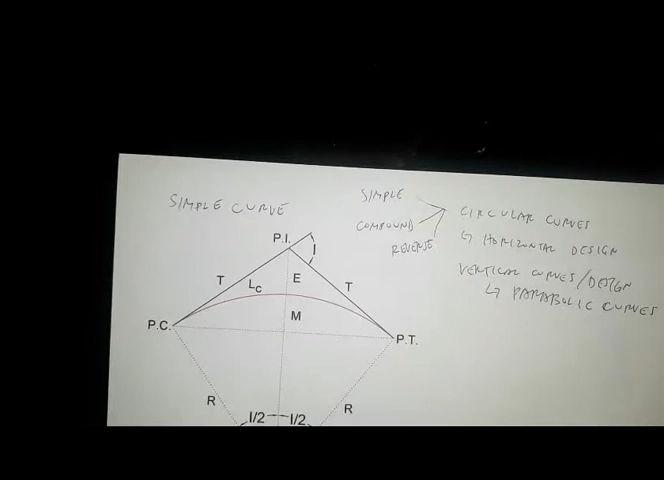 SIMPLE CURVE
SIMPLE
COMPOUND
REVERSE
CIRCULAR CURVES
↳ HORIZONTAL DESIGN
VERTICAL CURVES/DESIGN
↳ PARABOLIC CURVES
P.I.
I
T
LC
E
T
P.C.
M
P.T.
R
R
I/2
I/2